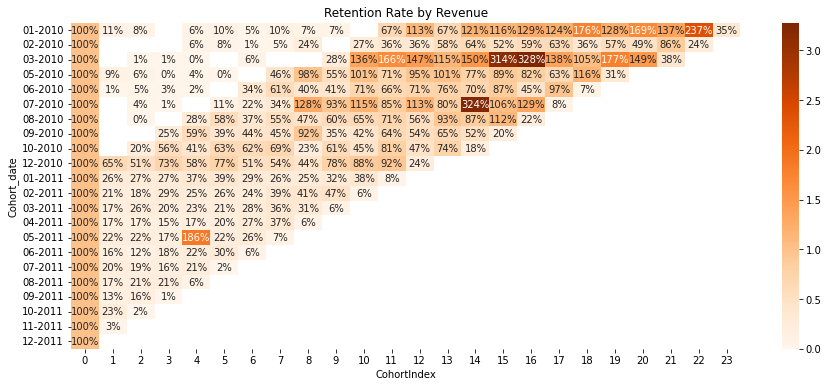 Retention Rate by Revenue
01-2010 100% 11% 8% 6% 10% 5% 10% 7% 7% 67% 113% 67% 121% 116% 129% 124% 176% 128% 169% 137% 237% 35%
02-2010 100% 6% 8% 1% 5% 24% 27% 36% 36% 58% 64% 52% 59% 63% 36% 57% 49% 86% 24%
03-2010 100% 1% 1% 0% 6% 28% 136% 166% 147% 115% 150% 314% 328% 138% 105% 177% 149% 38%
05-2010 100% 9% 6% 0% 4% 0% 46% 98% 55% 101% 71% 95% 101% 77% 89% 82% 63% 116% 31%
06-2010 100% 1% 5% 3% 2% 34% 61% 40% 41% 71% 66% 71% 76% 70% 87% 45% 97% 7%
07-2010 100% 4% 1% 11% 22% 34% 128% 93% 115% 85% 113% 80% 324% 106% 129% 8%
08-2010 100% 0% 28% 58% 37% 55% 47% 60% 65% 71% 56% 93% 87% 112% 22%
09-2010 100% 25% 59% 39% 44% 45% 92% 35% 42% 64% 54% 65% 52% 20%
10-2010 100% 20% 56% 41% 63% 62% 69% 23% 61% 45% 81% 47% 74% 18%
12-2010 100% 65% 51% 73% 58% 77% 51% 54% 44% 78% 88% 92% 24%
01-2011 100% 26% 27% 27% 37% 39% 29% 26% 25% 32% 38% 8%
02-2011 100% 21% 18% 29% 25% 26% 24% 39% 41% 47% 6%
03-2011 100% 17% 26% 20% 23% 21% 28% 36% 31% 6%
04-2011 100% 17% 17% 15% 17% 20% 27% 37% 6%
05-2011 100% 22% 22% 17% 186% 22% 26% 7%
06-2011 100% 16% 12% 18% 22% 30% 6%
07-2011 100% 20% 19% 16% 21% 2%
08-2011 100% 17% 21% 21% 6%
09-2011 100% 13% 16% 1%
10-2011 100% 23% 2%
11-2011 100% 3%
12-2011 100%
0 1 2 3 4 5 6 7 8 9 10 11 12 13 14 15 16 17 18 19 20 21 22 23
CohortIndex
Cohort_date
3.0
2.5
2.0
1.5
1.0
0.5
0.0